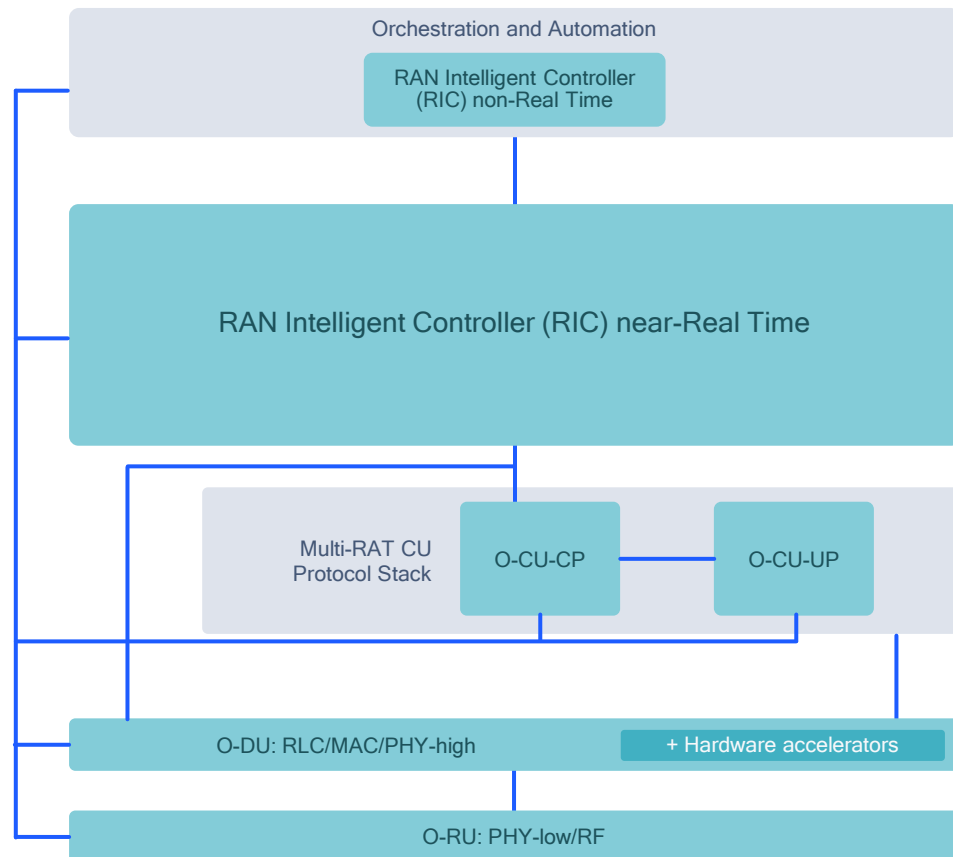 Orchestration and Automation
RAN Intelligent Controller
(RIC) non-Real Time
RAN Intelligent Controller (RIC) near-Real Time
Multi-RAT CU
Protocol Stack
O-CU-CP
O-CU-UP
O-DU: RLC/MAC/PHY-high
+ Hardware accelerators
O-RU: PHY-low/RF